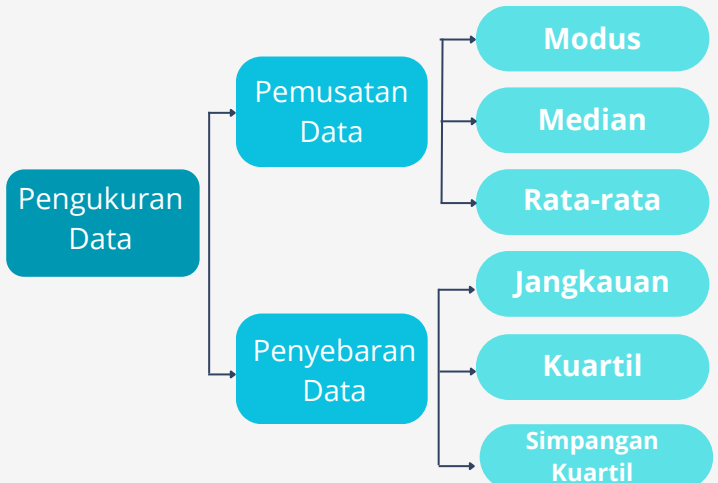 Pengukuran
Data
Pemusatan
Data
Modus
Median
Rata-rata
Penyebaran
Data
Jangkauan
Kuartil
Simpangan
Kuartil